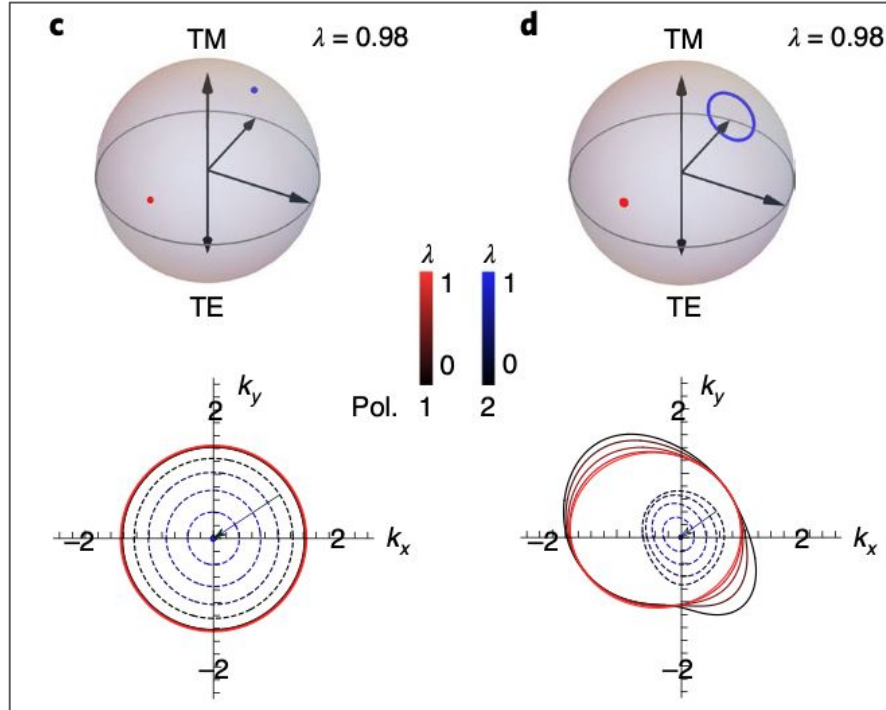 c
TM
λ = 0.98
TE
d
TM
λ = 0.98
TE
λ
1
0
λ
1
0
Pol. 1 2
k_y
2
−2
2
k_x
−2
k_y
2
−2
2
k_x
−2